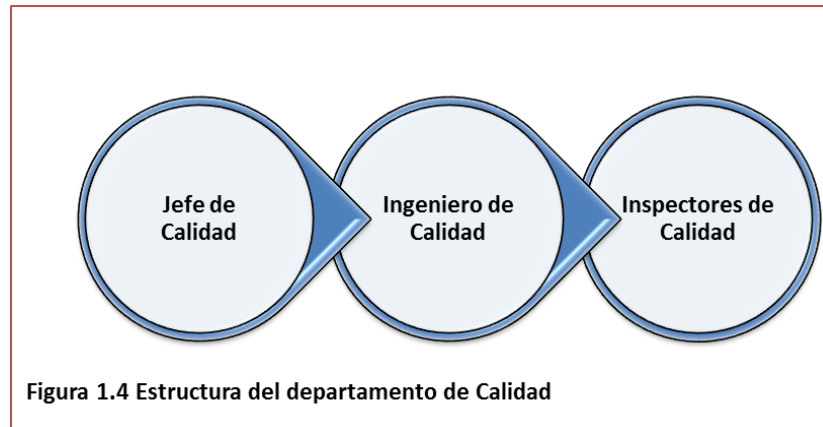 Jefe de
Calidad
Ingeniero de
Calidad
Inspectores de
Calidad
Figura 1.4 Estructura del departamento de Calidad